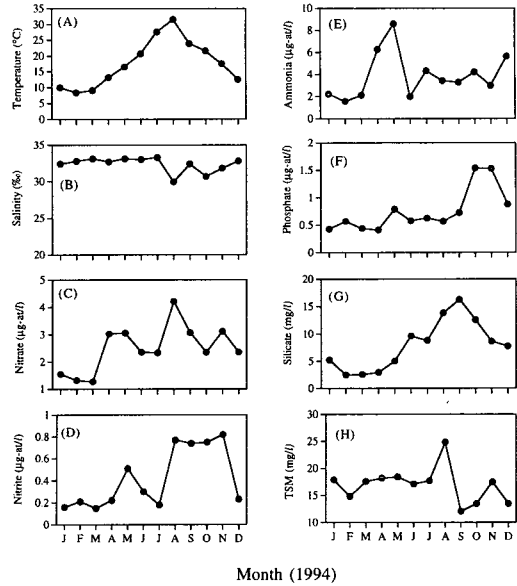 (A)
Temperature (°C)
35
30
25
20
15
10
5
0
(B)
Salinity (‰)
35
30
25
20
(C)
Nitrate (µg-at/l)
5
4
3
2
1
(D)
Nitrite (µg-at/l)
1
0.8
0.6
0.4
0.2
0
J F M A M J J A S O N D
(E)
Ammonia (µg-at/l)
10
8
6
4
2
0
(F)
Phosphate (µg-at/l)
2
1.5
1
0.5
0
(G)
Silicate (mg/l)
20
15
10
5
0
(H)
TSM (mg/l)
30
25
20
15
10
J F M A M J J A S O N D
Month (1994)